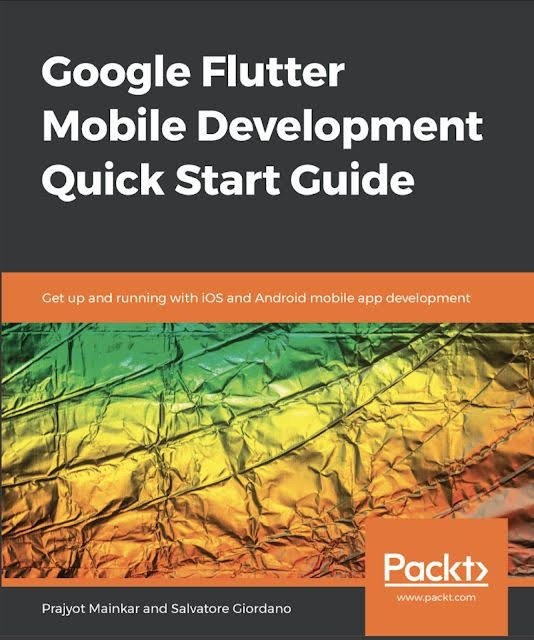 Google Flutter
Mobile Development
Quick Start Guide
Get up and running with iOS and Android mobile app development
Packt>
www.packt.com
Prajyot Mainkar and Salvatore Giordano